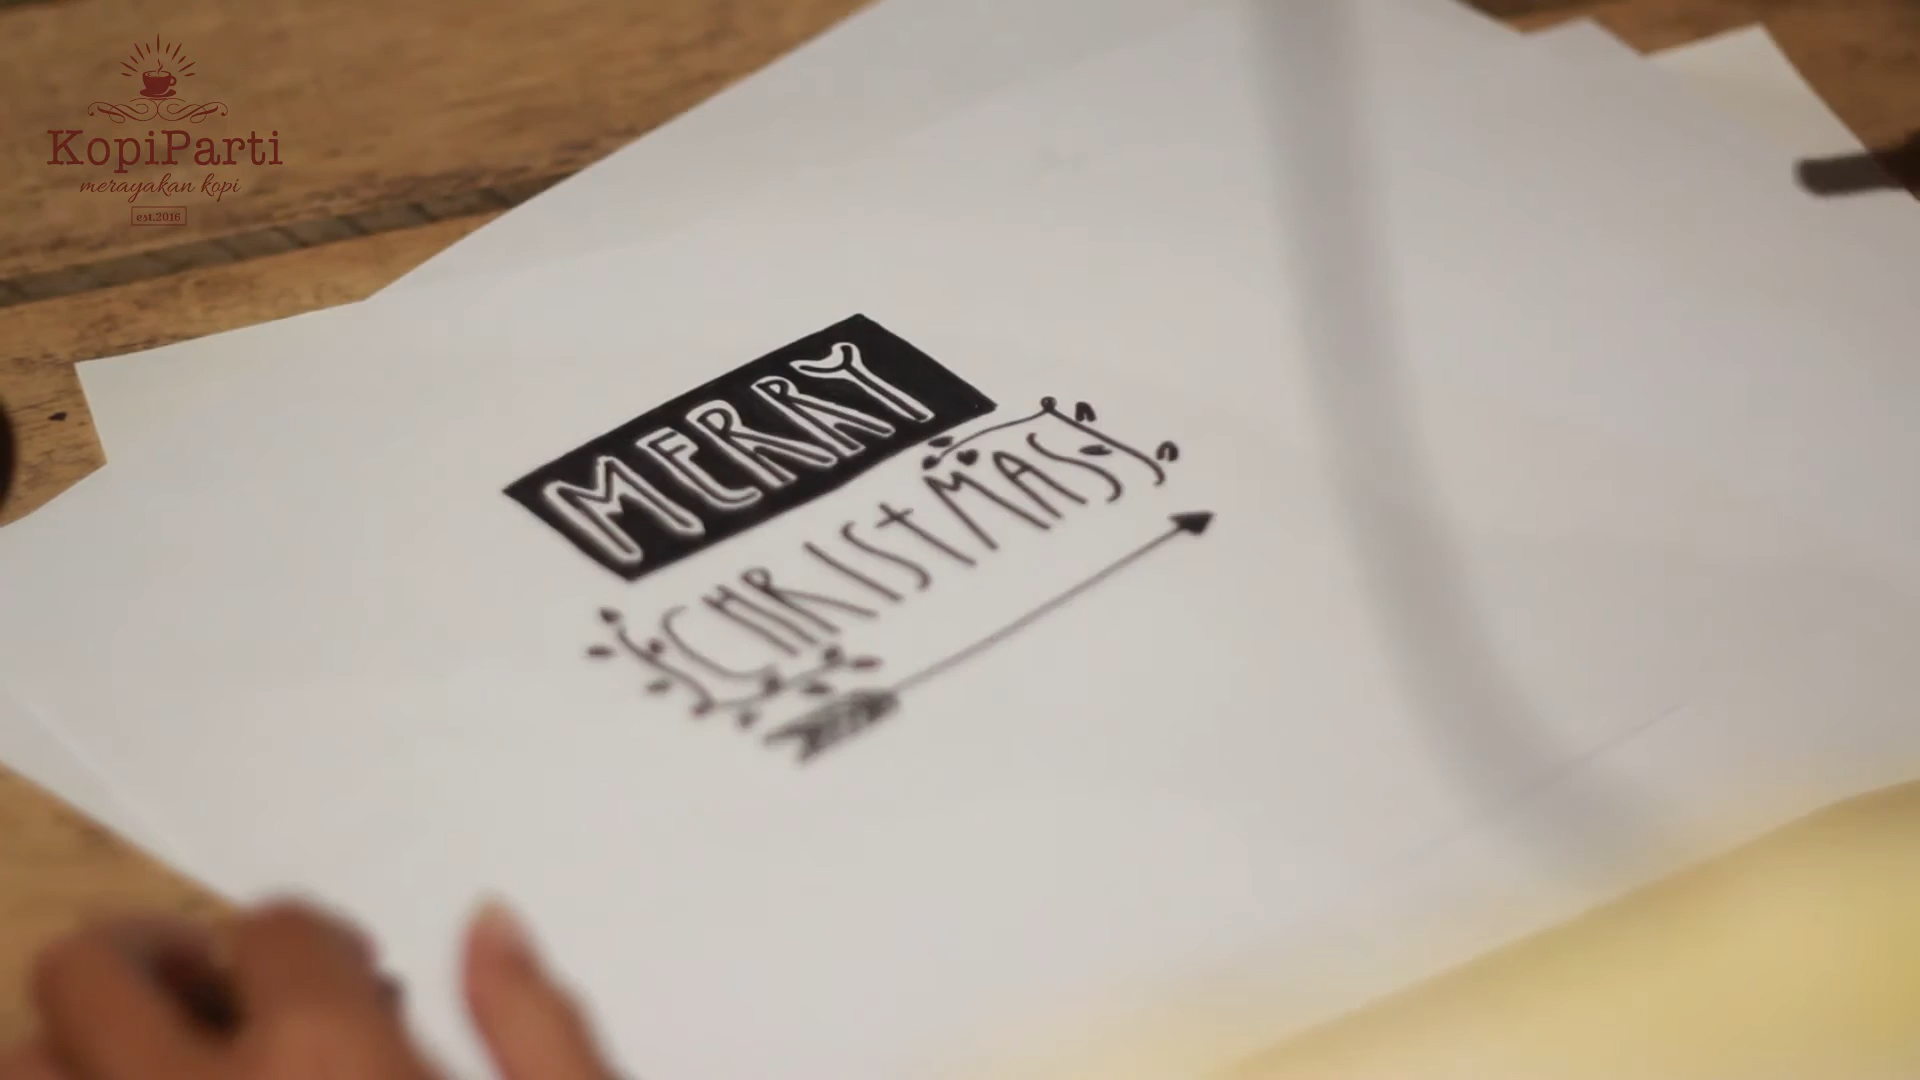 KopiParti
merayakan kopi
est.2016
MERRY
CHRISTMAS